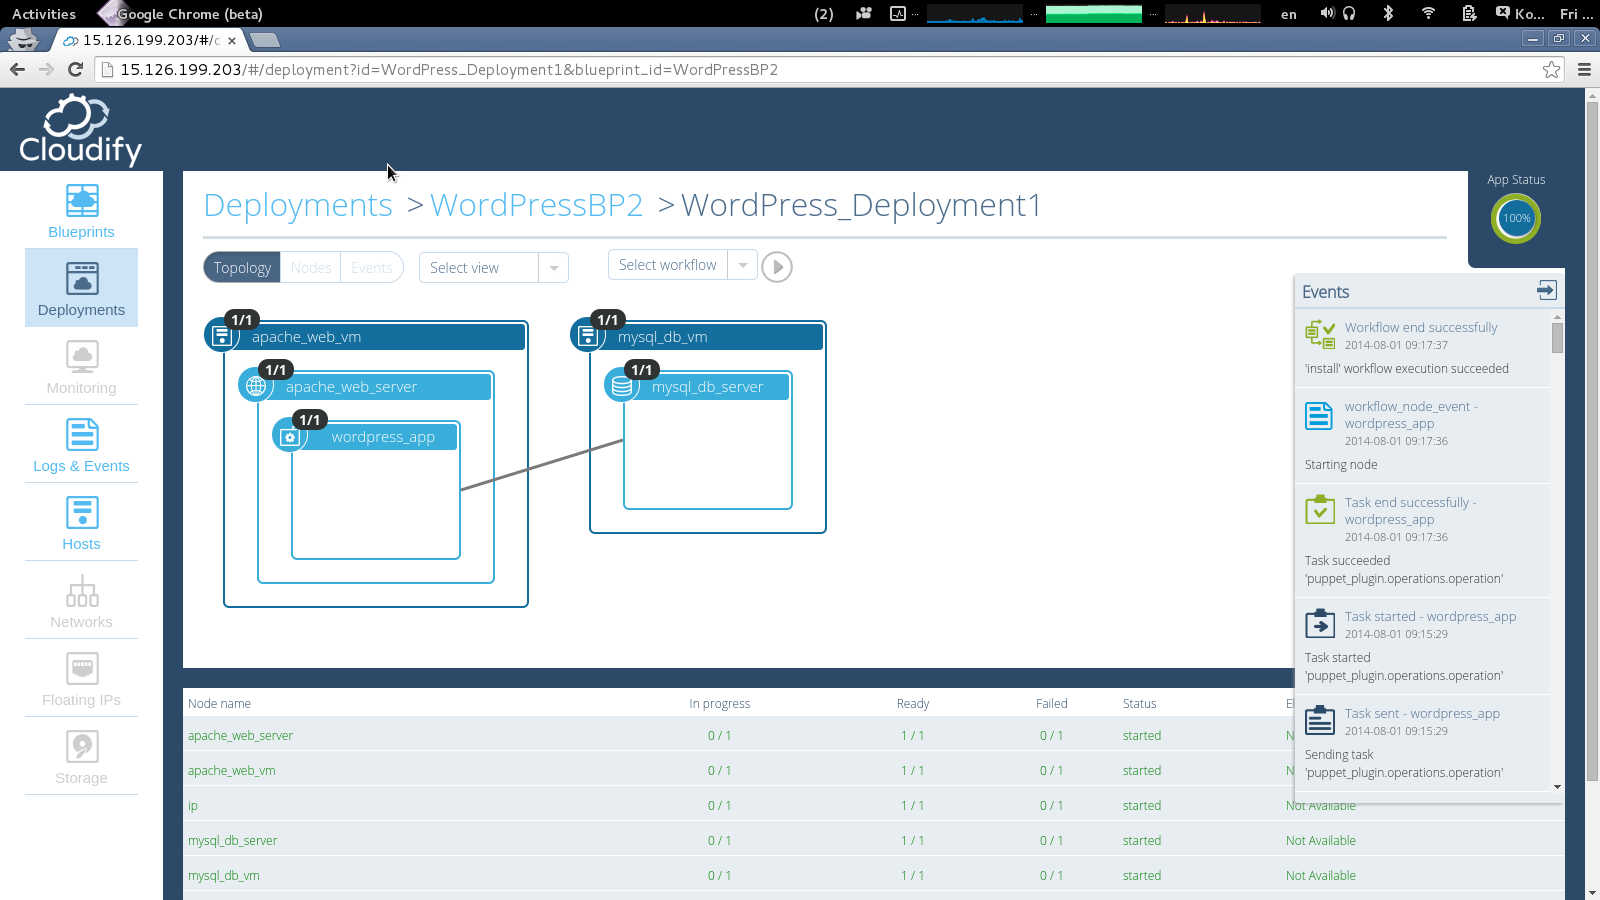 Activities
Google Chrome (beta)
(2)
en
Ko...
Fri ...
15.126.199.203/#/
15.126.199.203/#/deployment?id=WordPress_Deployment1&blueprint_id=WordPressBP2
Cloudify
Blueprints
Deployments
Monitoring
Logs & Events
Hosts
Networks
Floating IPs
Storage
Deployments > WordPressBP2 > WordPress_Deployment1
App Status
100%
Topology
Nodes
Events
Select view
Select workflow
1/1
apache_web_vm
1/1
apache_web_server
1/1
wordpress_app
1/1
mysql_db_vm
1/1
mysql_db_server
Events
Workflow end successfully
2014-08-01 09:17:37
'install' workflow execution succeeded
workflow_node_event -
wordpress_app
2014-08-01 09:17:36
Starting node
Task end successfully -
wordpress_app
2014-08-01 09:17:36
Task succeeded
'puppet_plugin.operations.operation'
Task started - wordpress_app
2014-08-01 09:15:29
Task started
'puppet_plugin.operations.operation'
Task sent - wordpress_app
2014-08-01 09:15:29
Sending task
'puppet_plugin.operations.operation'
Node name In progress Ready Failed Status
apache_web_server 0 / 1 1 / 1 0 / 1 started
apache_web_vm 0 / 1 1 / 1 0 / 1 started
ip 0 / 1 1 / 1 0 / 1 started Not Available
mysql_db_server 0 / 1 1 / 1 0 / 1 started Not Available
mysql_db_vm 0 / 1 1 / 1 0 / 1 started Not Available